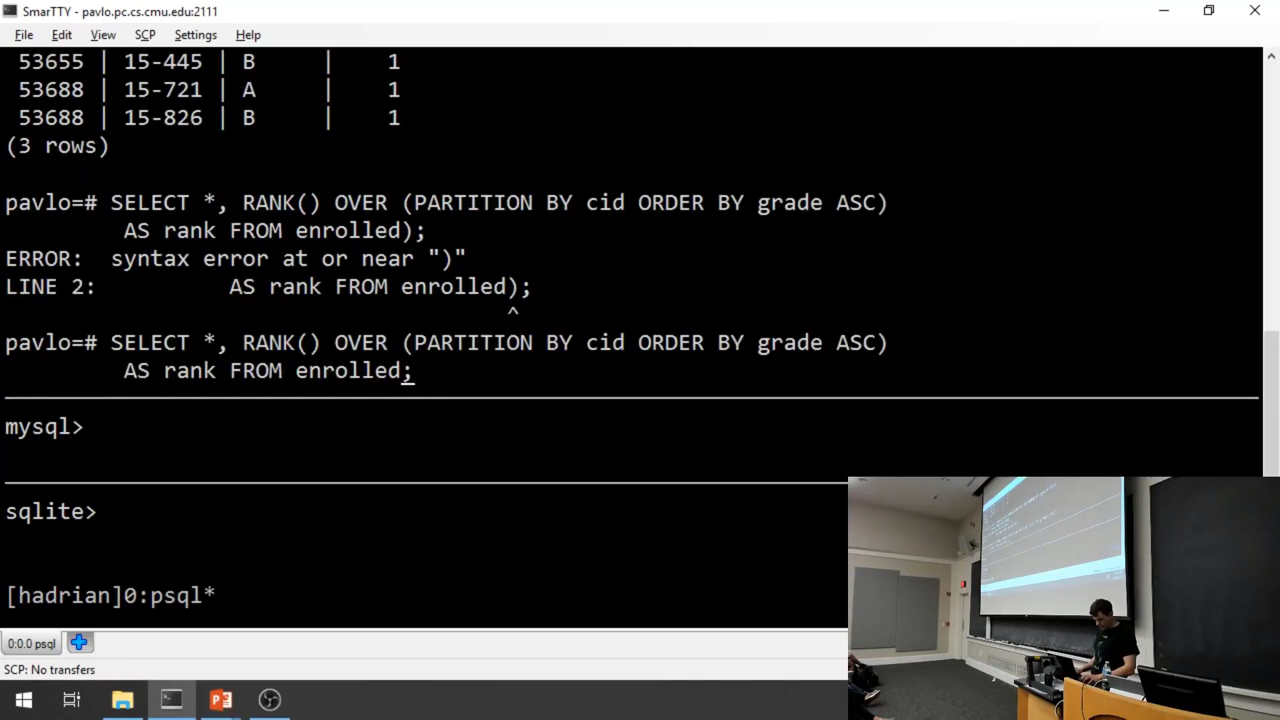 SmarTTY - pavlo.pc.cs.cmu.edu:2111
File Edit View SCP Settings Help
53655 | 15-445 | B | 1
53688 | 15-721 | A | 1
53688 | 15-826 | B | 1
(3 rows)
pavlo=# SELECT *, RANK() OVER (PARTITION BY cid ORDER BY grade ASC)
AS rank FROM enrolled);
ERROR: syntax error at or near ")"
LINE 2: AS rank FROM enrolled);
^
pavlo=# SELECT *, RANK() OVER (PARTITION BY cid ORDER BY grade ASC)
AS rank FROM enrolled;
mysql>
sqlite>
[hadrian]0:psql*
0:0.0 psql
SCP: No transfers